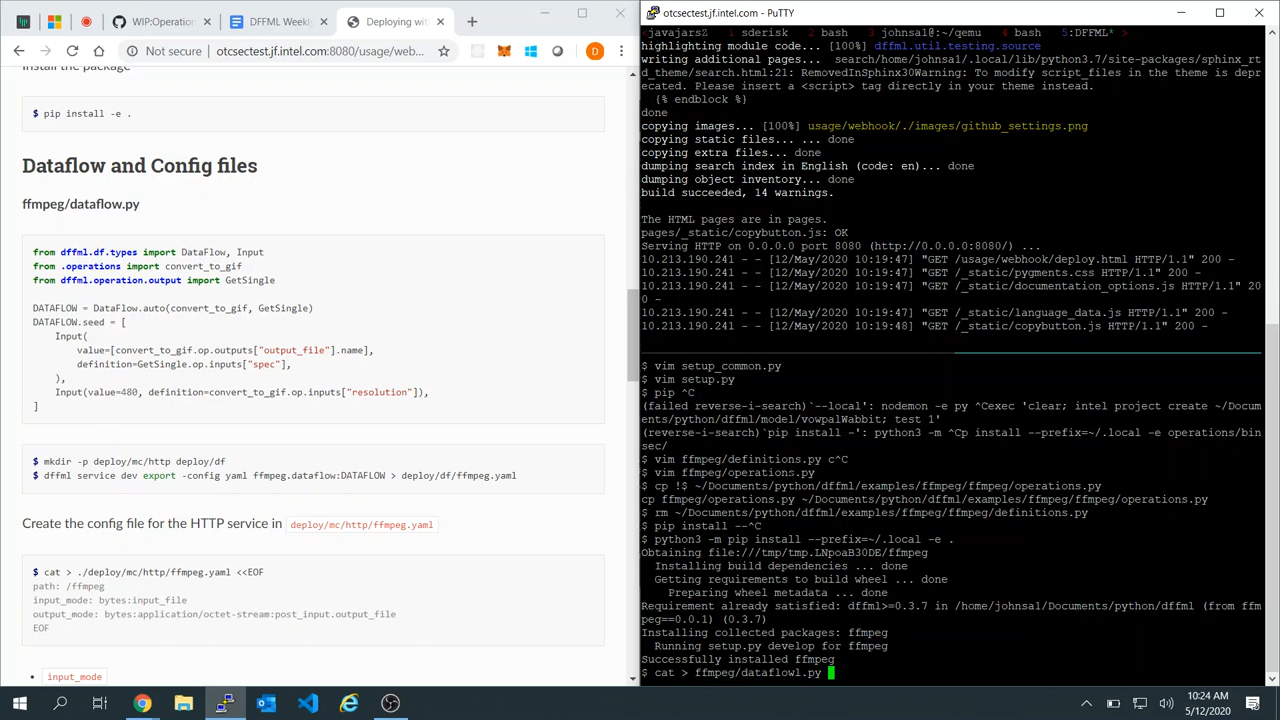 WIP:Operation
DFFML Weekl
Deploying with
Not secure
otcsectest.jf.intel.com:8080/usage/web...
D
Install the package
$ pip install -e .
Dataflow and Config files
ffmpeg/dataflow.py
from dffml.df.types import DataFlow, Input
from .operations import convert_to_gif
from dffml.operation.output import GetSingle
DATAFLOW = DataFlow.auto(convert_to_gif, GetSingle)
DATAFLOW.seed = [
Input(
value=[convert_to_gif.op.outputs["output_file"].name],
definition=GetSingle.op.inputs["spec"],
),
Input(value=480, definition=convert_to_gif.op.inputs["resolution"]),
]
$ mkdir -p deploy/mc/http deploy/df
$ dffml service dev export -config yaml ffmpeg.dataflow:DATAFLOW > deploy/df/ffmpeg.yaml
Create the config file for the HTTP service in deploy/mc/http/ffmpeg.yaml
$ cat > ./deploy/mc/http/ffmpeg.yaml <<EOF
path: /ffmpeg
input_mode: bytes:input_file
output_mode: bytes:application/octet-stream:post_input.output_file
EOF
input_mode
otcsectest.jf.intel.com - PuTTY
<javajarsZ 1 sderisk 2 bash 3 johnsa1@:~/qemu 4 bash 5:DFFML* >
highlighting module code... [100%] dffml.util.testing.source
writing additional pages... search/home/johnsa1/.local/lib/python3.7/site-packages/sphinx_rt
d_theme/search.html:21: RemovedInSphinx30Warning: To modify script_files in the theme is depr
ecated. Please insert a <script> tag directly in your theme instead.
{% endblock %}
done
copying images... [100%] usage/webhook/./images/github_settings.png
copying static files... ... done
copying extra files... done
dumping search index in English (code: en)... done
dumping object inventory... done
build succeeded, 14 warnings.
The HTML pages are in pages.
pages/_static/copybutton.js: OK
Serving HTTP on 0.0.0.0 port 8080 (http://0.0.0.0:8080/) ...
10.213.190.241 - - [12/May/2020 10:19:47] "GET /usage/webhook/deploy.html HTTP/1.1" 200 -
10.213.190.241 - - [12/May/2020 10:19:47] "GET /_static/pygments.css HTTP/1.1" 200 -
10.213.190.241 - - [12/May/2020 10:19:47] "GET /_static/documentation_options.js HTTP/1.1" 20
0 -
10.213.190.241 - - [12/May/2020 10:19:47] "GET /_static/language_data.js HTTP/1.1" 200 -
10.213.190.241 - - [12/May/2020 10:19:48] "GET /_static/copybutton.js HTTP/1.1" 200 -
$ vim setup_common.py
$ vim setup.py
$ pip ^C
(failed reverse-i-search)`--local': nodemon -e py ^Cexec 'clear; intel project create ~/Docum
ents/python/dffml/model/vowpalWabbit; test 1'
(reverse-i-search)`pip install -': python3 -m ^Cp install --prefix=~/.local -e operations/bin
sec/
$ vim ffmpeg/definitions.py c^C
$ vim ffmpeg/operations.py
$ cp !$ ~/Documents/python/dffml/examples/ffmpeg/ffmpeg/operations.py
cp ffmpeg/operations.py ~/Documents/python/dffml/examples/ffmpeg/ffmpeg/operations.py
$ rm ~/Documents/python/dffml/examples/ffmpeg/ffmpeg/definitions.py
$ pip install --^C
$ python3 -m pip install --prefix=~/.local -e .
Obtaining file:///tmp/tmp.LNpoaB30DE/ffmpeg
Installing build dependencies ... done
Getting requirements to build wheel ... done
Preparing wheel metadata ... done
Requirement already satisfied: dffml>=0.3.7 in /home/johnsa1/Documents/python/dffml (from ffm
peg==0.0.1) (0.3.7)
Installing collected packages: ffmpeg
Running setup.py develop for ffmpeg
Successfully installed ffmpeg
$ cat > ffmpeg/dataflowl.py
10:24 AM
5/12/2020